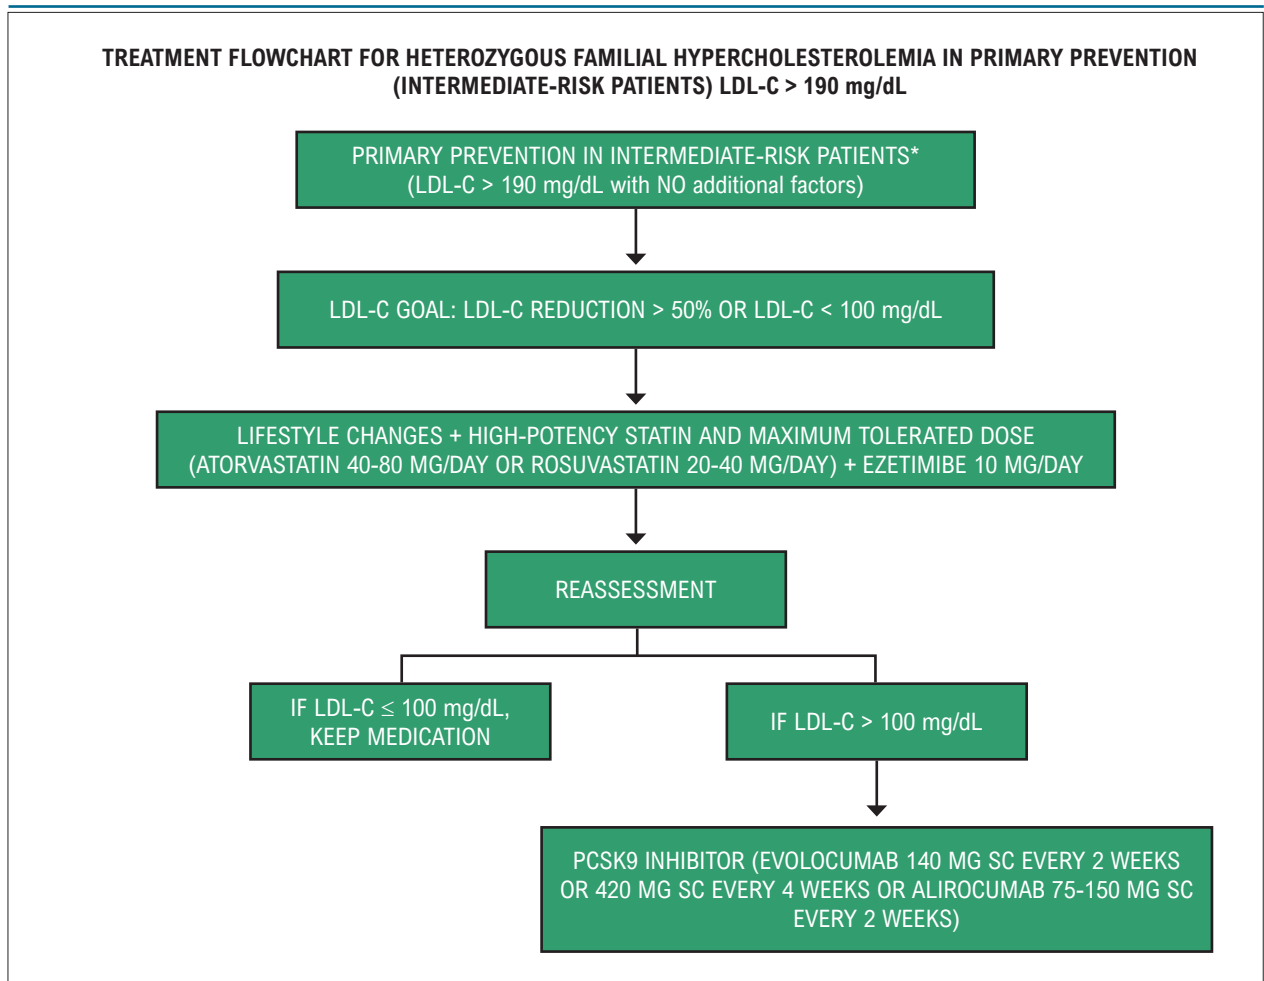 TREATMENT FLOWCHART FOR HETEROZYGOUS FAMILIAL HYPERCHOLESTEROLEMIA IN PRIMARY PREVENTION
(INTERMEDIATE-RISK PATIENTS) LDL-C > 190 mg/dL
PRIMARY PREVENTION IN INTERMEDIATE-RISK PATIENTS*
(LDL-C > 190 mg/dL with NO additional factors)
LDL-C GOAL: LDL-C REDUCTION > 50% OR LDL-C < 100 mg/dL
LIFESTYLE CHANGES + HIGH-POTENCY STATIN AND MAXIMUM TOLERATED DOSE
(ATORVASTATIN 40-80 MG/DAY OR ROSUVASTATIN 20-40 MG/DAY) + EZETIMIBE 10 MG/DAY
REASSESSMENT
IF LDL-C ≤ 100 mg/dL,
KEEP MEDICATION
IF LDL-C > 100 mg/dL
PCSK9 INHIBITOR (EVOLOCUMAB 140 MG SC EVERY 2 WEEKS
OR 420 MG SC EVERY 4 WEEKS OR ALIROCUMAB 75-150 MG SC
EVERY 2 WEEKS)